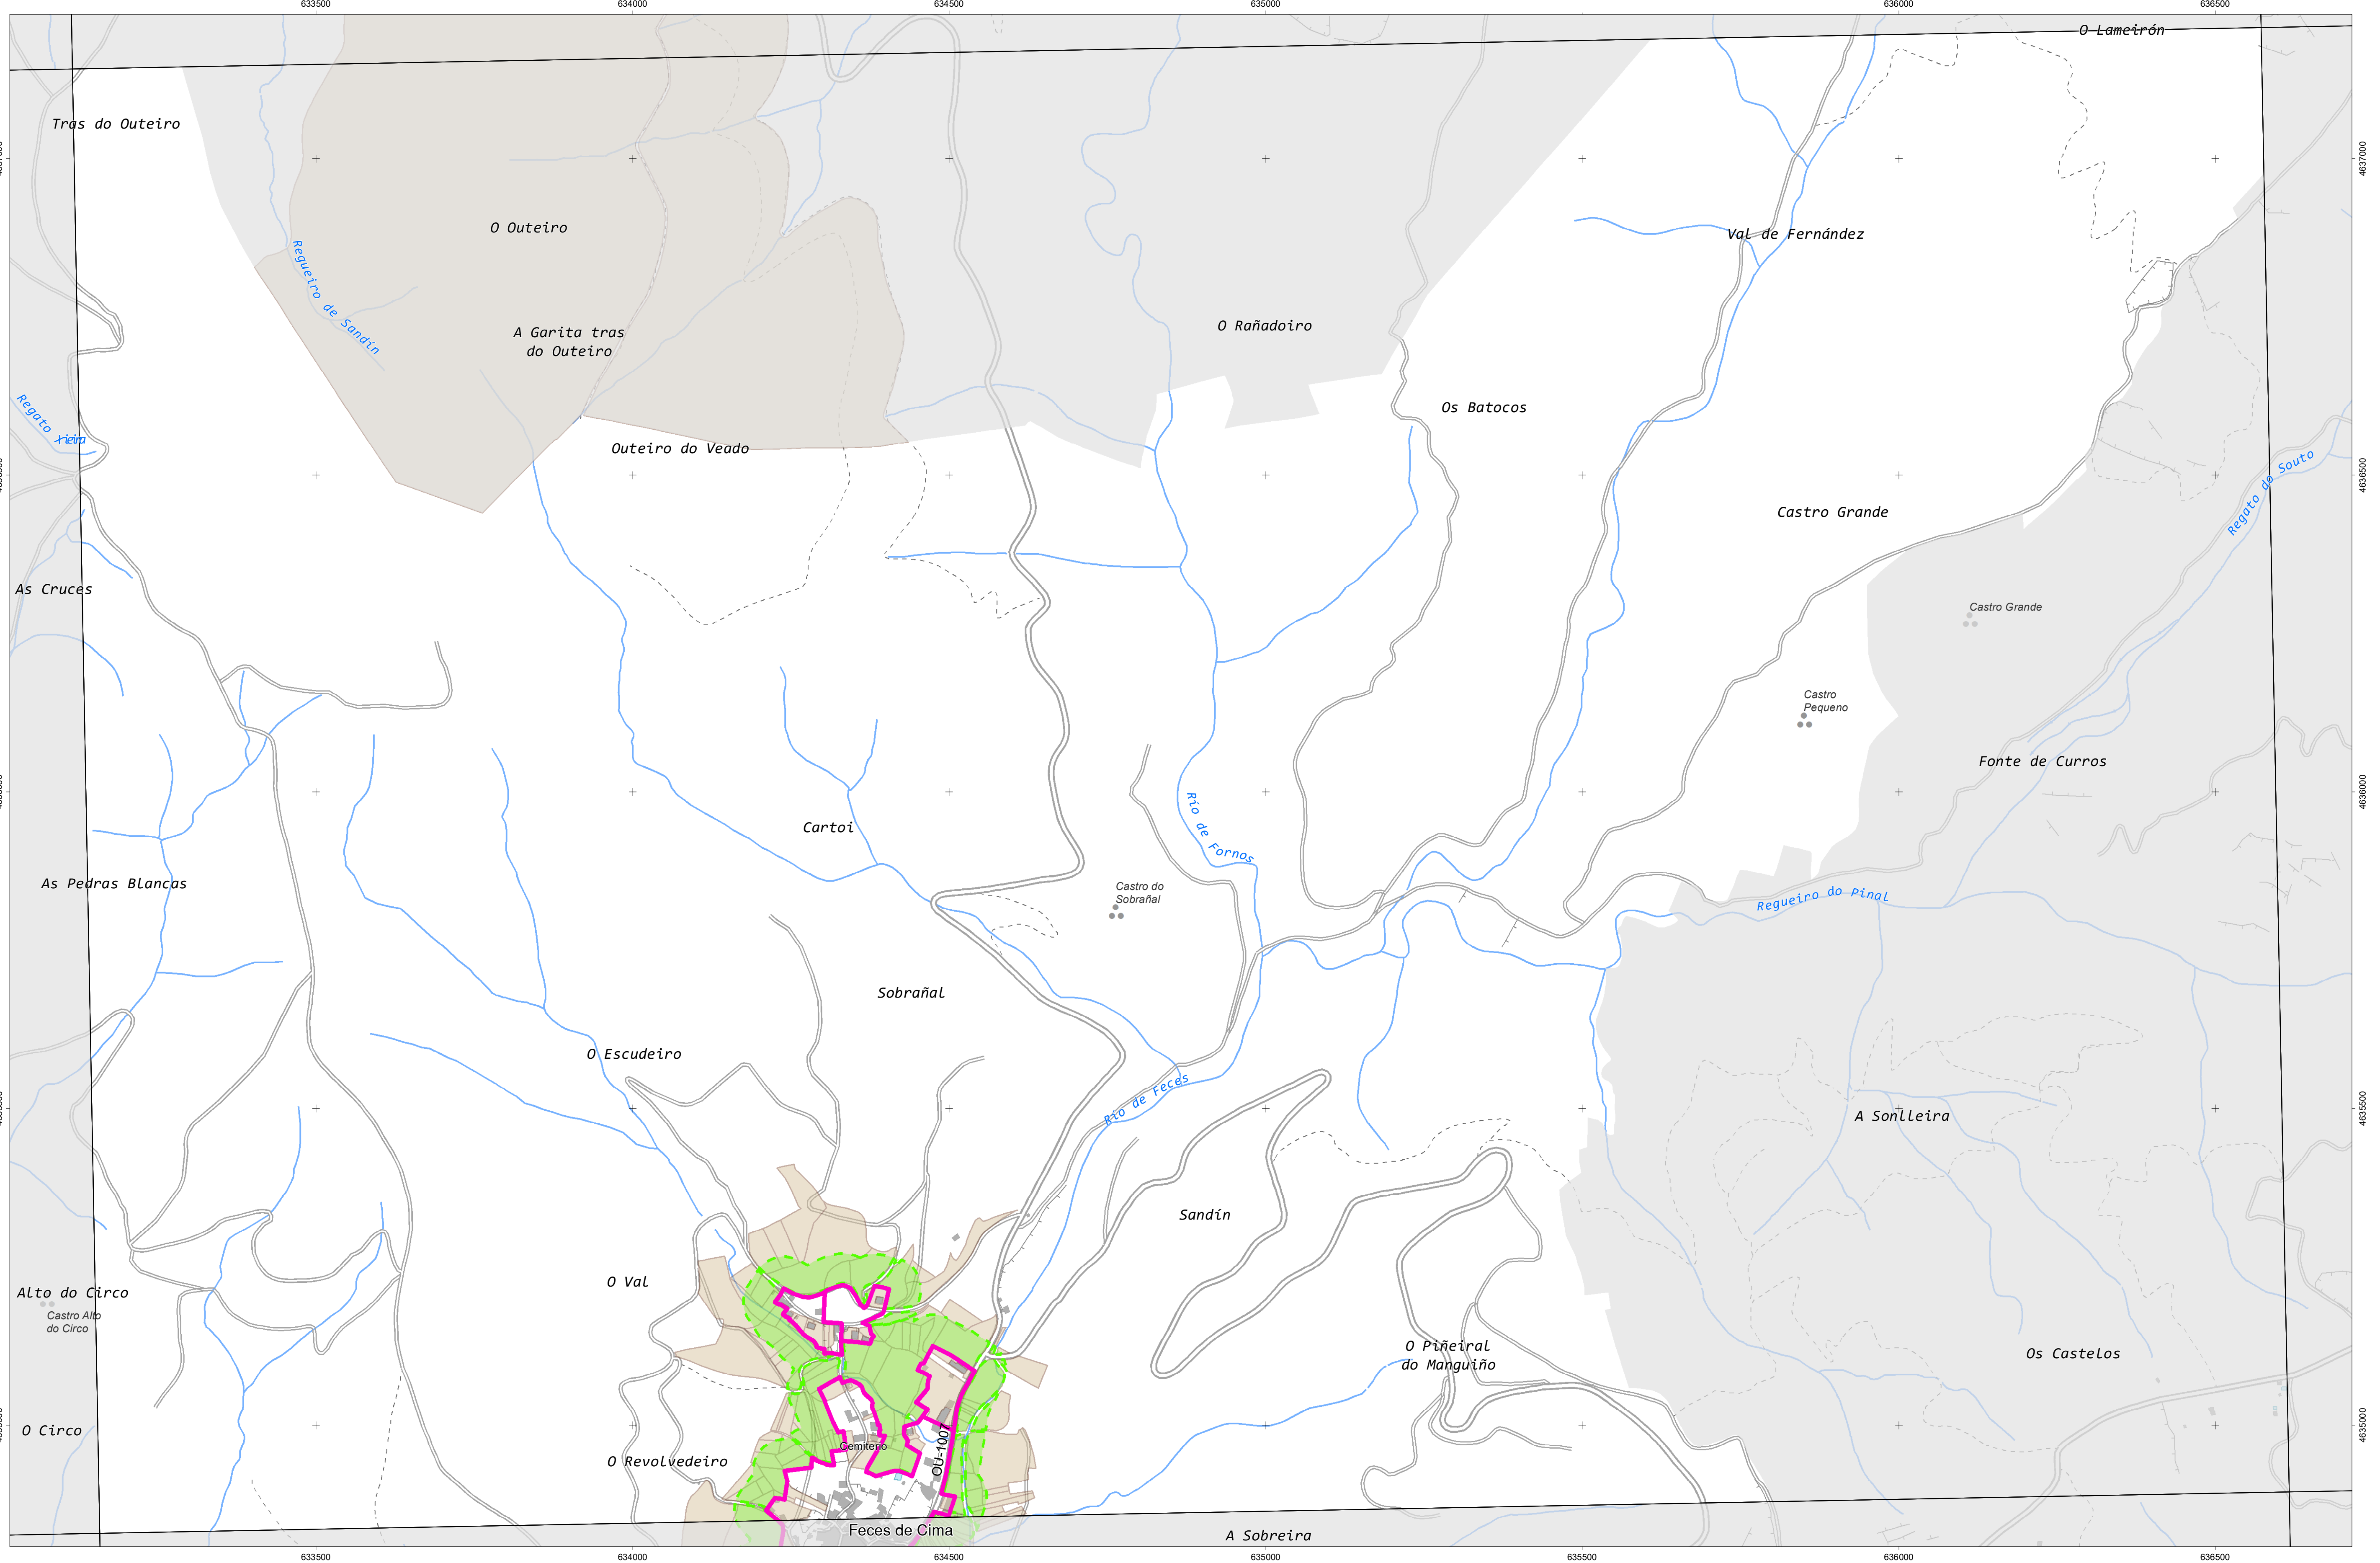 633500
634000
634500
635000
636000
636500
O Lameirón
Tras do Outeiro
4637000
O Outeiro
Val de Fernández
Regueiro de Sandín
A Garita tras
do Outeiro
O Rañadoiro
Regato
Xieira
Os Batocos
Outeiro do Veado
Regato do Souto
4636500
Castro Grande
As Cruces
Castro Grande
Castro
Pequeno
Fonte de Curros
4636000
Río de Fornos
Cartoi
As Pedras Blancas
Castro do
Sobrañal
Regueiro do Pinal
Sobrañal
O Escudeiro
Río de Feces
4635500
A Sonlleira
Sandín
O Val
Alto do Circo
Castro Alto
do Circo
O Piñeiral
do Manguiño
Os Castelos
O Circo
4635000
Cemiterio
OU-1007
O Revolvedeiro
Feces de Cima
A Sobreira
633500
634000
634500
635000
635500
636000
636500